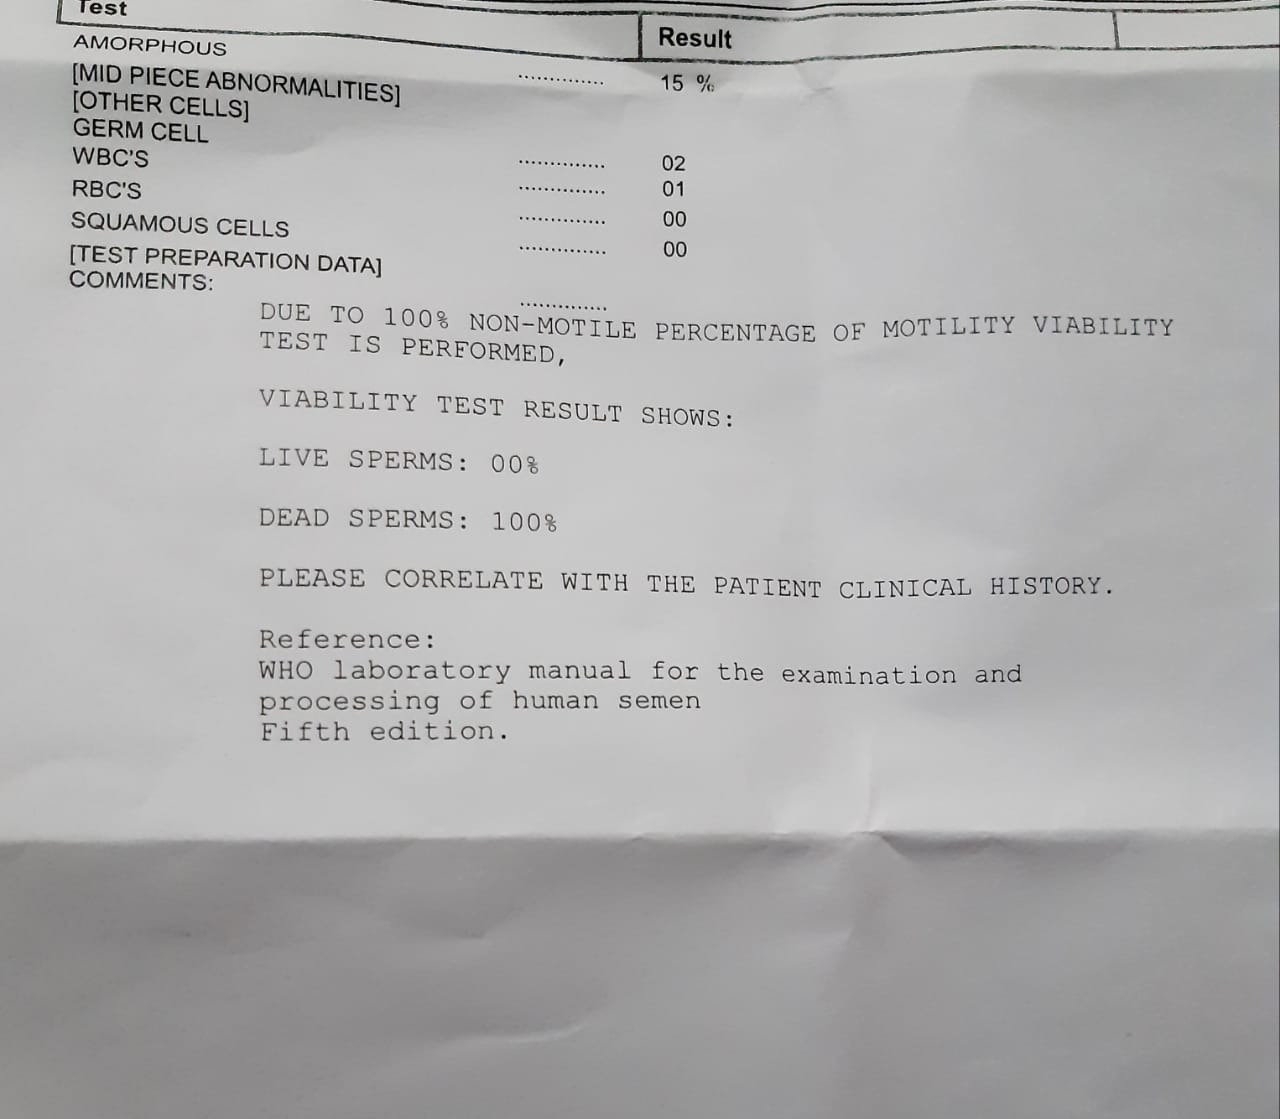 Test Result
AMORPHOUS .............. 15 %
[MID PIECE ABNORMALITIES]
[OTHER CELLS]
GERM CELL .............. 02
WBC'S .............. 01
RBC'S .............. 00
SQUAMOUS CELLS .............. 00
[TEST PREPARATION DATA]
COMMENTS: ..............
DUE TO 100% NON-MOTILE PERCENTAGE OF MOTILITY VIABILITY
TEST IS PERFORMED,
VIABILITY TEST RESULT SHOWS:
LIVE SPERMS: 00%
DEAD SPERMS: 100%
PLEASE CORRELATE WITH THE PATIENT CLINICAL HISTORY.
Reference:
WHO laboratory manual for the examination and
processing of human semen
Fifth edition.